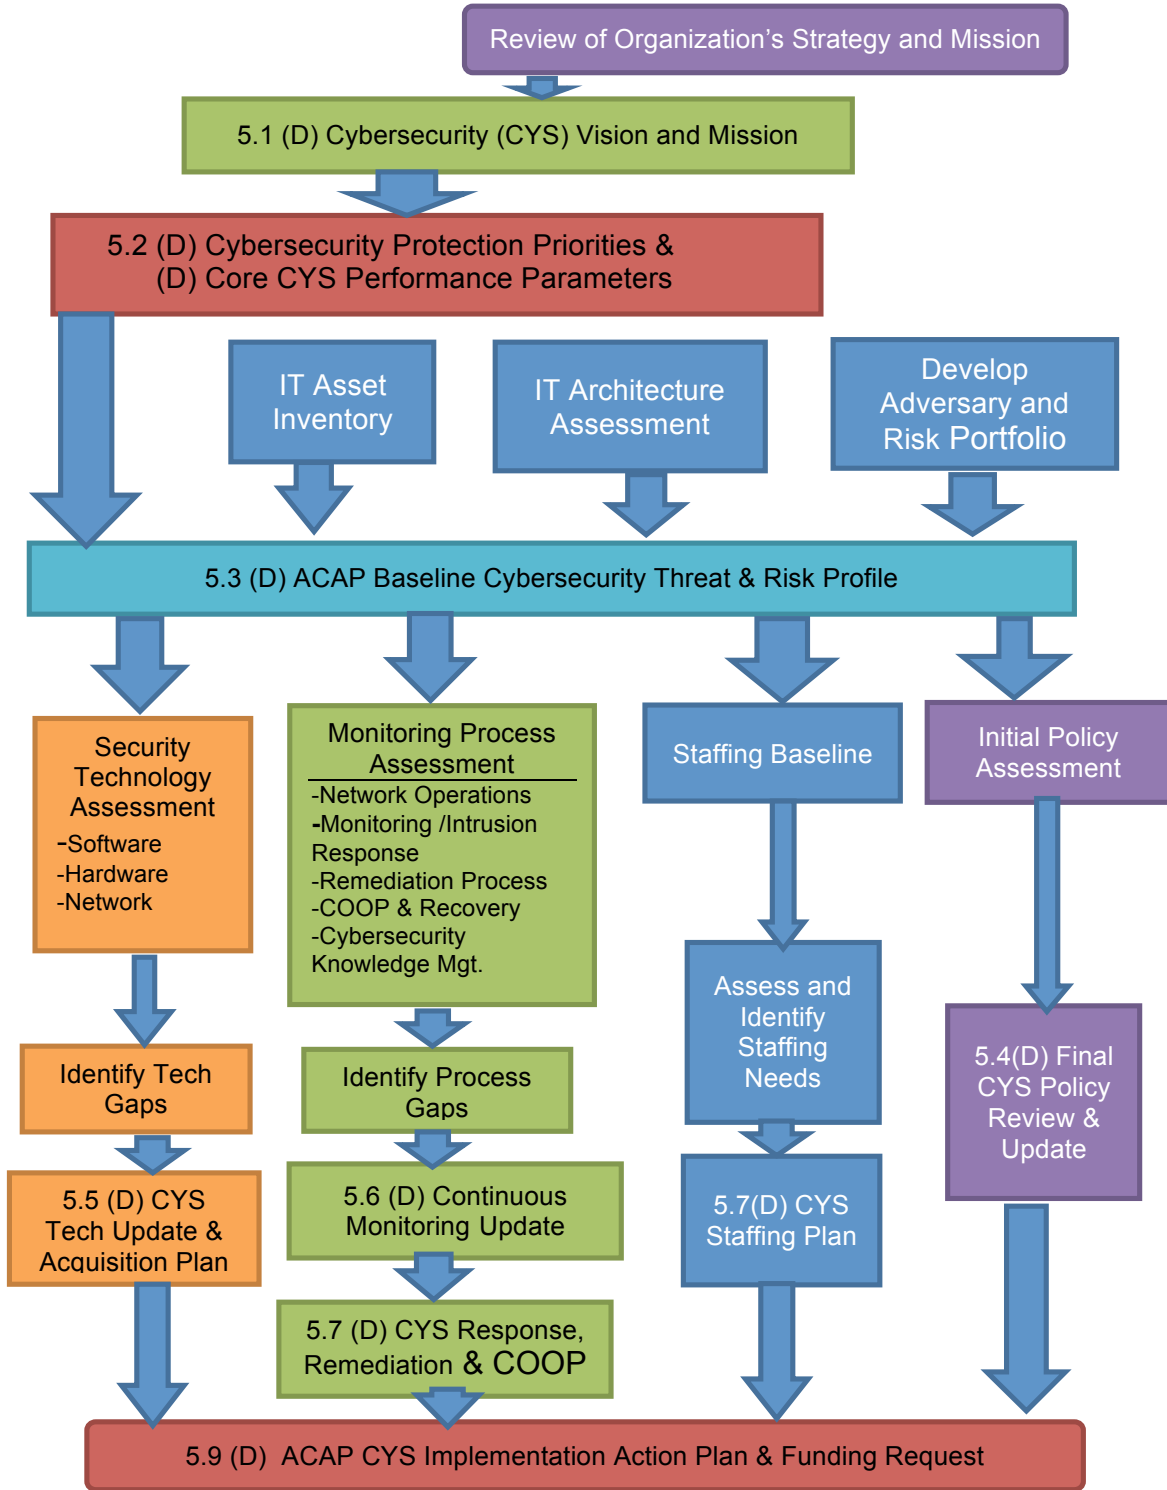 Review of Organization’s Strategy and Mission
5.1 (D) Cybersecurity (CYS) Vision and Mission
5.2 (D) Cybersecurity Protection Priorities &
(D) Core CYS Performance Parameters
IT Asset
Inventory
IT Architecture
Assessment
Develop
Adversary and
Risk Portfolio
5.3 (D) ACAP Baseline Cybersecurity Threat & Risk Profile
Security
Technology
Assessment
-Software
-Hardware
-Network
Monitoring Process
Assessment
-Network Operations
-Monitoring /Intrusion
Response
-Remediation Process
-COOP & Recovery
-Cybersecurity
Knowledge Mgt.
Staffing Baseline
Initial Policy
Assessment
Identify Tech
Gaps
Identify Process
Gaps
Assess and
Identify
Staffing
Needs
5.4(D) Final
CYS Policy
Review &
Update
5.5 (D) CYS
Tech Update &
Acquisition Plan
5.6 (D) Continuous
Monitoring Update
5.7(D) CYS
Staffing Plan
5.7 (D) CYS Response,
Remediation & COOP
5.9 (D) ACAP CYS Implementation Action Plan & Funding Request